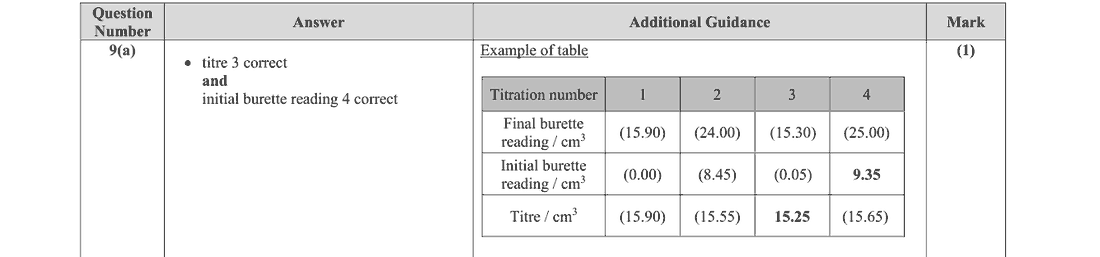 Question Number Answer Additional Guidance Mark
9(a) • titre 3 correct Example of table (1)
and
initial burette reading 4 correct
Titration number 1 2 3 4
Final burette reading / cm³ (15.90) (24.00) (15.30) (25.00)
Initial burette reading / cm³ (0.00) (8.45) (0.05) 9.35
Titre / cm³ (15.90) (15.55) 15.25 (15.65)